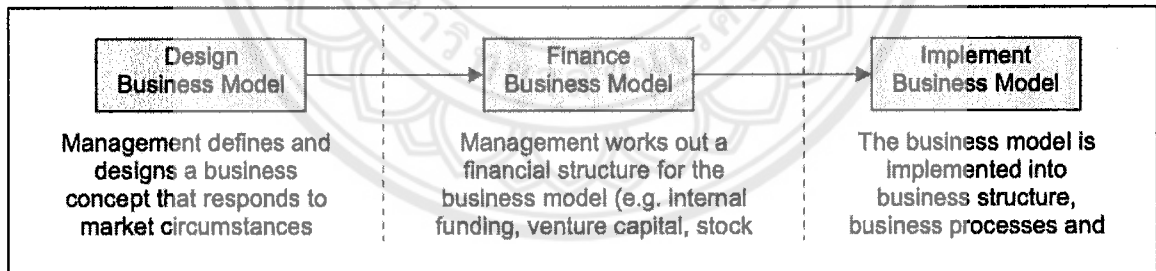 Design
Business Model
Finance
Business Model
Implement
Business Model
Management defines and
designs a business
concept that responds to
market circumstances
Management works out a
financial structure for the
business model (e.g. internal
funding, venture capital, stock
The business model is
implemented into
business structure,
business processes and